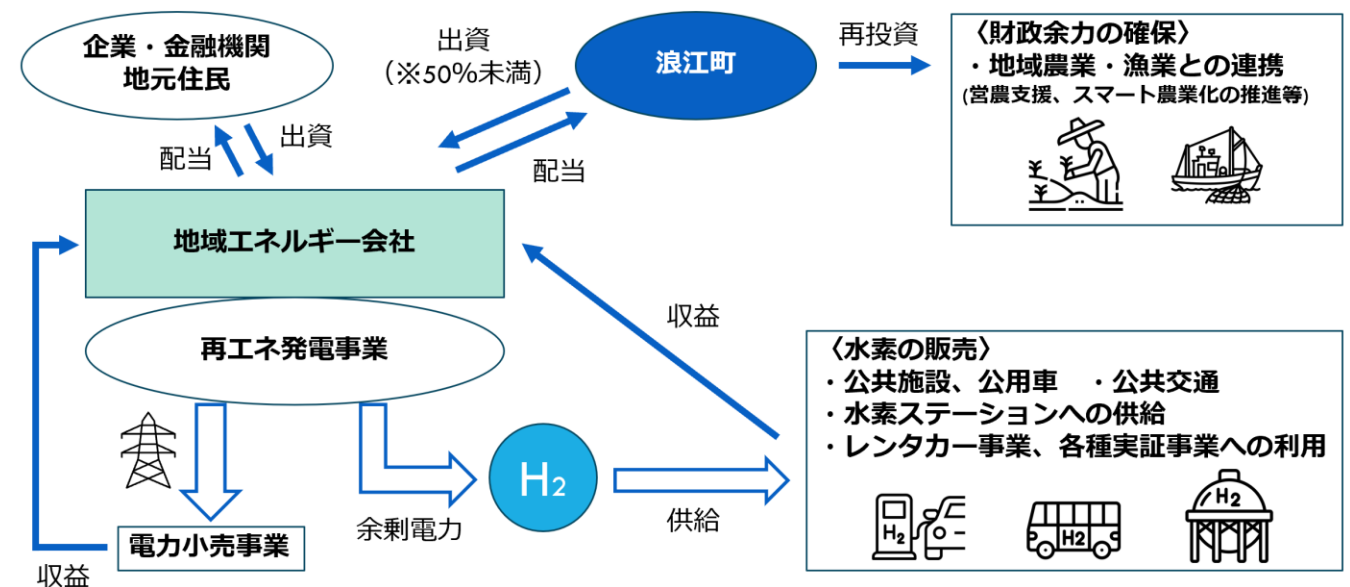 企業・金融機関
地元住民
出資
（※50％未満）
浪江町
再投資
〈財政余力の確保〉
・地域農業・漁業との連携
(営農支援、スマート農業化の推進等)
配当
出資
配当
地域エネルギー会社
再エネ発電事業
収益
〈水素の販売〉
・公共施設、公用車　・公共交通
・水素ステーションへの供給
・レンタカー事業、各種実証事業への利用
H₂
H₂
H2
H₂
余剰電力
供給
電力小売事業
収益